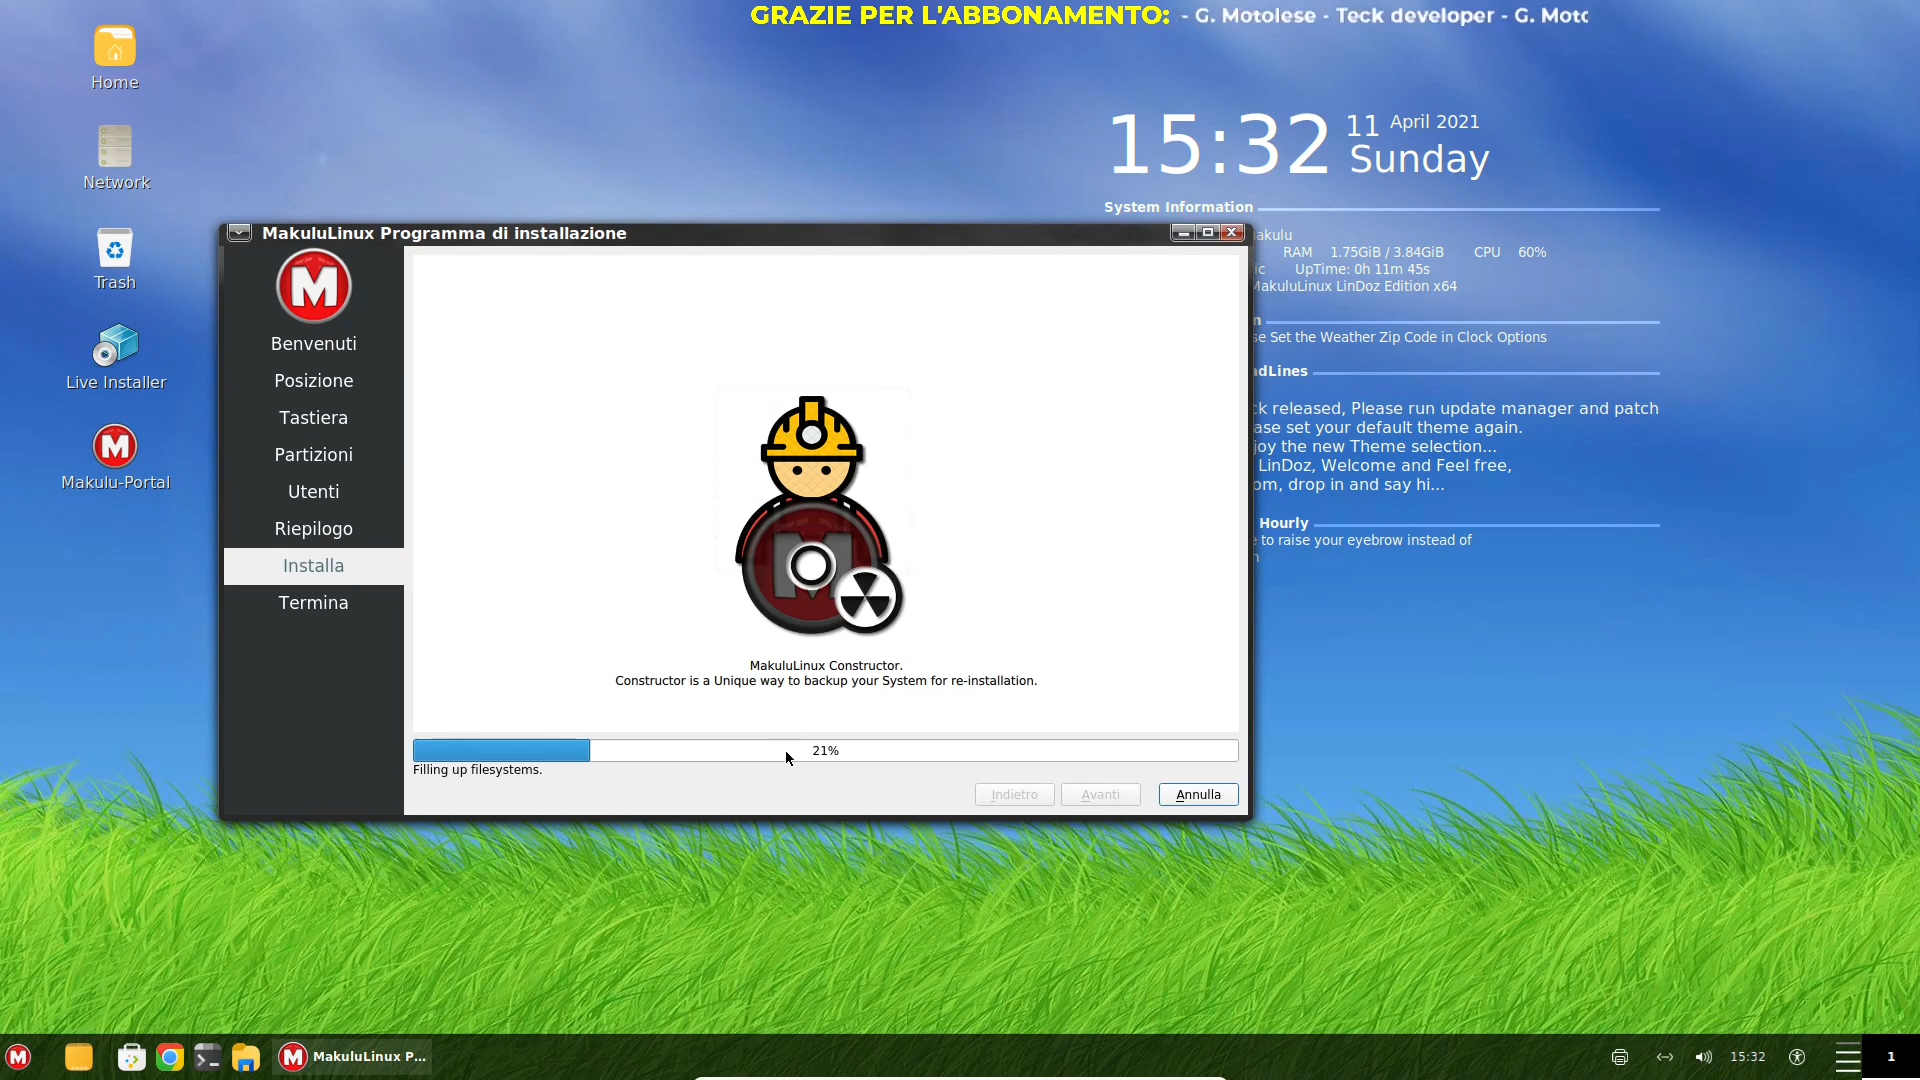 GRAZIE PER L'ABBONAMENTO: - G. Motolese - Teck developer - G. Moto
Home
Network
Trash
Live Installer
Makulu-Portal
15:32 11 April 2021
Sunday
System Information
akulu
RAM 1.75GiB / 3.84GiB CPU 60%
ic UpTime: 0h 11m 45s
MakuluLinux LinDoz Edition x64
n
se Set the Weather Zip Code in Clock Options
adLines
ck released, Please run update manager and patch
ase set your default theme again.
joy the new Theme selection...
LinDoz, Welcome and Feel free,
om, drop in and say hi...
Hourly
e to raise your eyebrow instead of
n
MakuluLinux Programma di installazione
M
Benvenuti
Posizione
Tastiera
Partizioni
Utenti
Riepilogo
Installa
Termina
MakuluLinux Constructor.
Constructor is a Unique way to backup your System for re-installation.
21%
Filling up filesystems.
Indietro
Avanti
Annulla
MakuluLinux P...
15:32
1